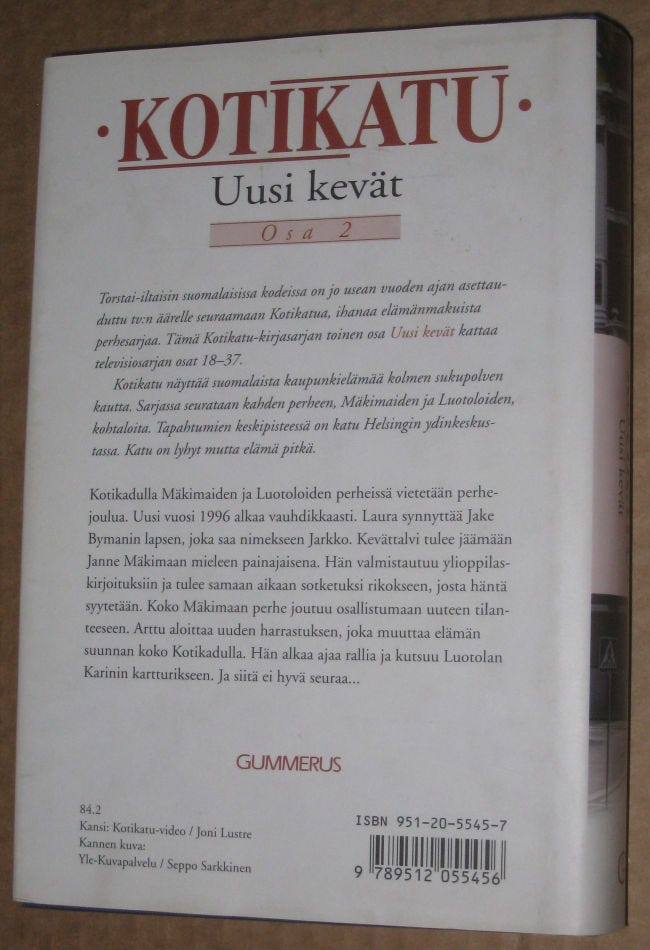 ·KOTIKATU·
Uusi kevät
Osa 2
Torstai-iltaisin suomalaisissa kodeissa on jo usean vuoden ajan asettau-
duttu tv:n äärelle seuraamaan Kotikatua, ihanaa elämänmakuista
perhesarjaa. Tämä Kotikatu-kirjasarjan toinen osa Uusi kevät kattaa
televisiosarjan osat 18–37.
Kotikatu näyttää suomalaista kaupunkielämää kolmen sukupolven
kautta. Sarjassa seurataan kahden perheen, Mäkimaiden ja Luotoloiden,
kohtaloita. Tapahtumien keskipisteessä on katu Helsingin ydinkeskus-
tassa. Katu on lyhyt mutta elämä pitkä.
Kotikadulla Mäkimaiden ja Luotoloiden perheissä vietetään perhe-
joulua. Uusi vuosi 1996 alkaa vauhdikkaasti. Laura synnyttää Jake
Bymanin lapsen, joka saa nimekseen Jarkko. Kevättalvi tulee jäämään
Janne Mäkimaan mieleen painajaisena. Hän valmistautuu ylioppilas-
kirjoituksiin ja tulee samaan aikaan sotketuksi rikokseen, josta häntä
syytetään. Koko Mäkimaan perhe joutuu osallistumaan uuteen tilan-
teeseen. Arttu aloittaa uuden harrastuksen, joka muuttaa elämän
suunnan koko Kotikadulla. Hän alkaa ajaa rallia ja kutsuu Luotolan
Karinin kartturikseen. Ja siitä ei hyvä seuraa...
GUMMERUS
84.2
Kansi: Kotikatu-video / Joni Lustre
Kannen kuva:
Yle-Kuvapalvelu / Seppo Sarkkinen
ISBN 951-20-5545-7
9 789512 055456
Uusi kevät